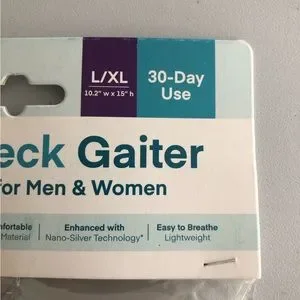 L/XL
10.2" w x 15" h
30-Day
Use
eck Gaiter
for Men & Women
nfortable
Material
Enhanced with
Nano-Silver Technology*
Easy to Breathe
Lightweight